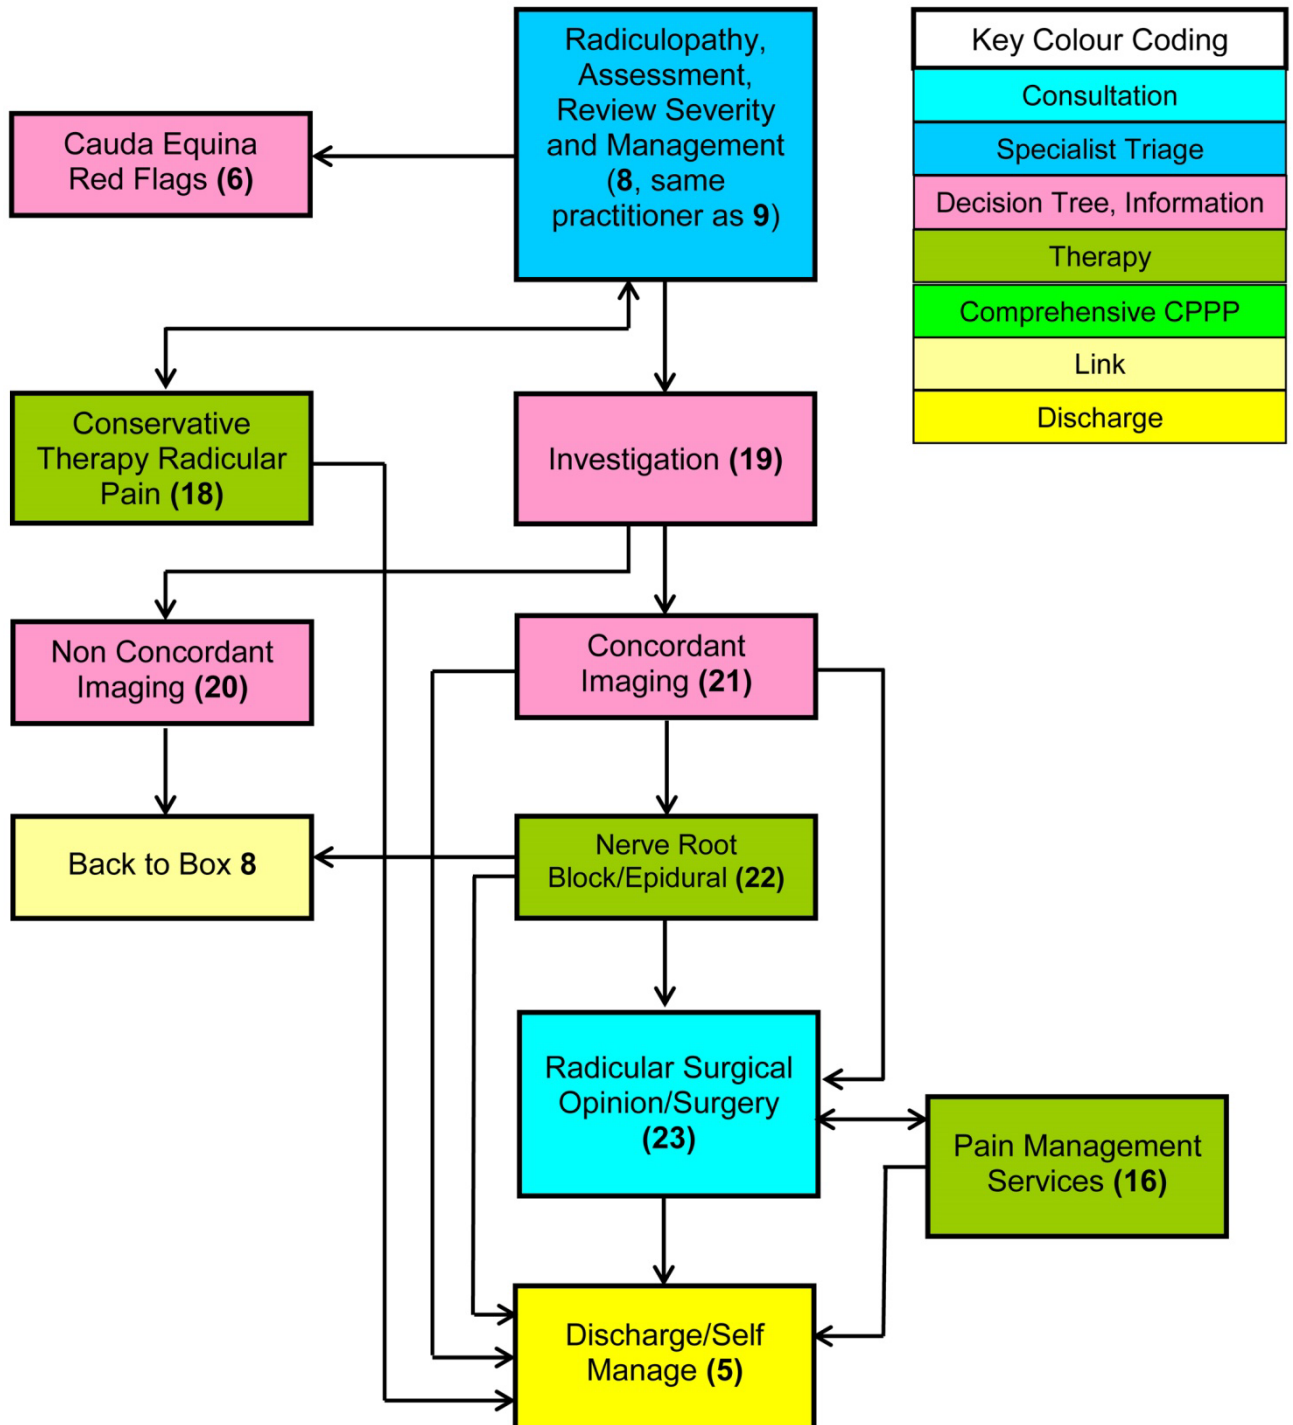 Radiculopathy,
Assessment,
Review Severity
and Management
(8, same
practitioner as 9)
Key Colour Coding
Consultation
Specialist Triage
Decision Tree, Information
Therapy
Comprehensive CPPP
Link
Discharge
Cauda Equina
Red Flags (6)
Conservative
Therapy Radicular
Pain (18)
Investigation (19)
Non Concordant
Imaging (20)
Concordant
Imaging (21)
Back to Box 8
Nerve Root
Block/Epidural (22)
Radicular Surgical
Opinion/Surgery
(23)
Pain Management
Services (16)
Discharge/Self
Manage (5)